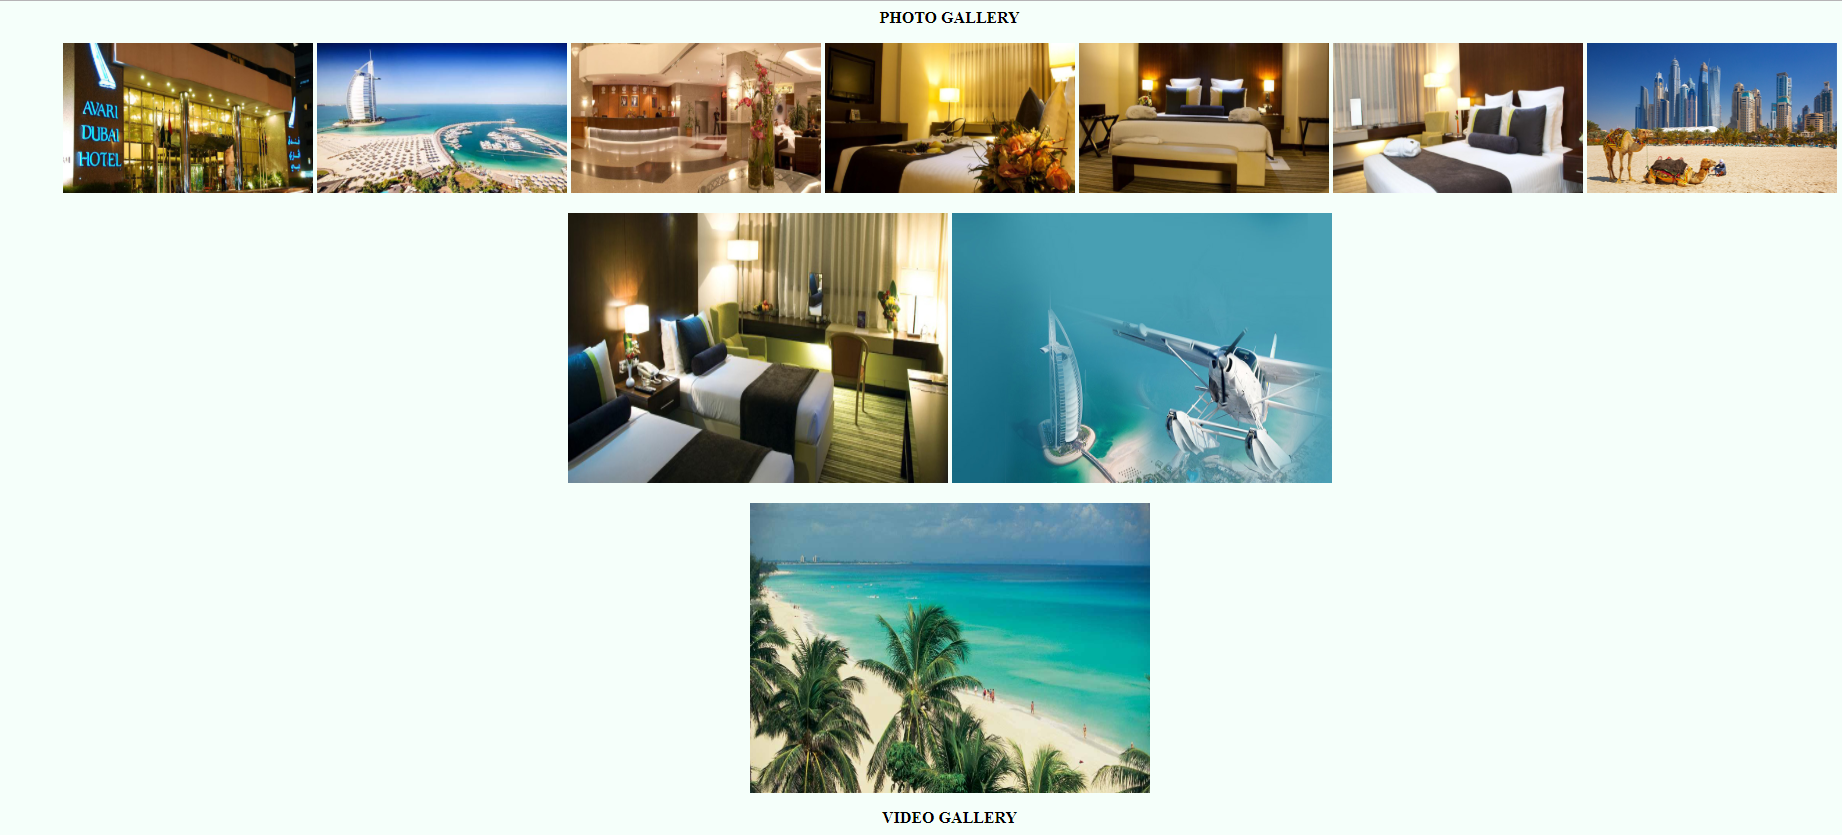 PHOTO GALLERY
AVARI
DUBAI
HOTEL
VIDEO GALLERY